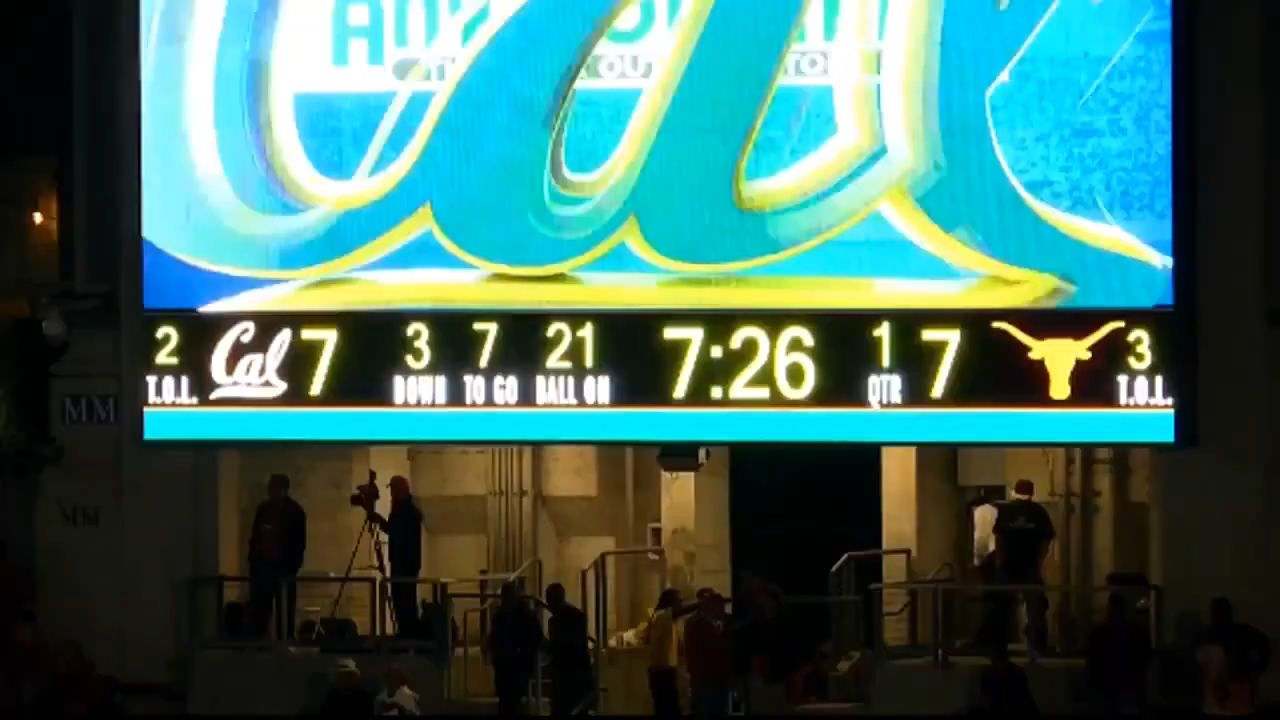 Cal
2 Cal 7 3 7 21 7:26 1 7 3
T.O.L. DOWN TO GO BALL ON QTR T.O.L.
MM
MM